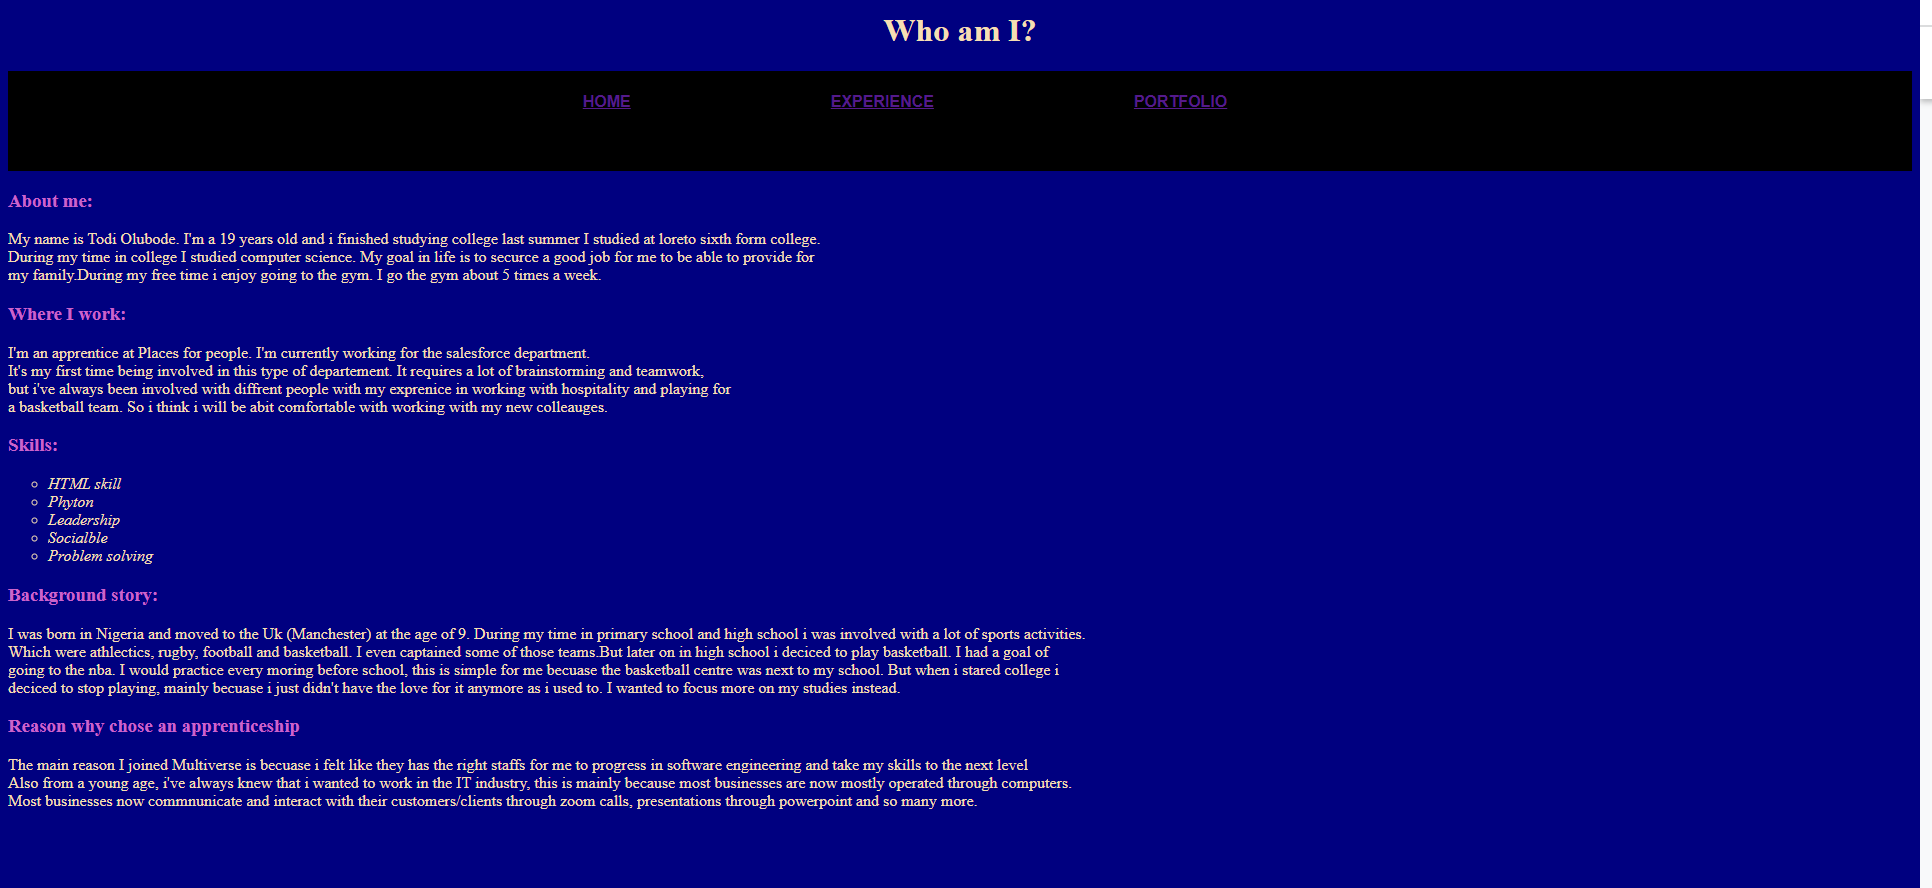 Who am I?
HOME EXPERIENCE PORTFOLIO
About me:
My name is Todi Olubode. I'm a 19 years old and i finished studying college last summer I studied at loreto sixth form college.
During my time in college I studied computer science. My goal in life is to securce a good job for me to be able to provide for
my family.During my free time i enjoy going to the gym. I go the gym about 5 times a week.
Where I work:
I'm an apprentice at Places for people. I'm currently working for the salesforce department.
It's my first time being involved in this type of departement. It requires a lot of brainstorming and teamwork,
but i've always been involved with diffrent people with my exprenice in working with hospitality and playing for
a basketball team. So i think i will be abit comfortable with working with my new colleauges.
Skills:
HTML skill
Phyton
Leadership
Socialble
Problem solving
Background story:
I was born in Nigeria and moved to the Uk (Manchester) at the age of 9. During my time in primary school and high school i was involved with a lot of sports activities.
Which were athlectics, rugby, football and basketball. I even captained some of those teams.But later on in high school i deciced to play basketball. I had a goal of
going to the nba. I would practice every moring before school, this is simple for me becuase the basketball centre was next to my school. But when i stared college i
deciced to stop playing, mainly becuase i just didn't have the love for it anymore as i used to. I wanted to focus more on my studies instead.
Reason why chose an apprenticeship
The main reason I joined Multiverse is becuase i felt like they has the right staffs for me to progress in software engineering and take my skills to the next level
Also from a young age, i've always knew that i wanted to work in the IT industry, this is mainly because most businesses are now mostly operated through computers.
Most businesses now commnunicate and interact with their customers/clients through zoom calls, presentations through powerpoint and so many more.